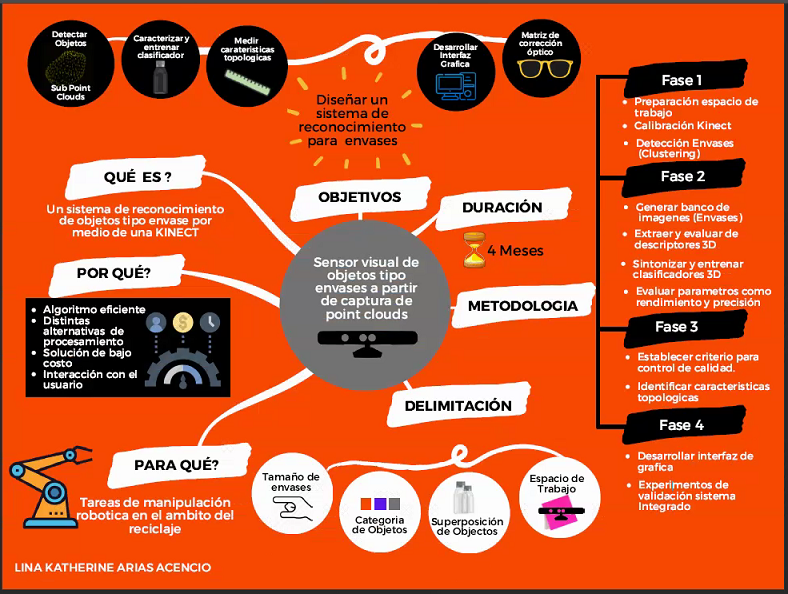 Detectar
Objetos
Sub Point
Clouds
Caracterizar y
entrenar
clasificador
Medir
carateristicas
topologicas
Desarrollar
Interfaz
Grafica
Matriz de
corrección
óptico
Diseñar un
sistema de
reconocimiento
para envases
QUÉ ES ?
Un sistema de reconocimiento
de objetos tipo envase por
medio de una KINECT
POR QUÉ?
• Algoritmo eficiente
• Distintas
alternativas de
procesamiento
• Solución de bajo
costo
• Interacción con el
usuario
PARA QUÉ?
Tareas de manipulación
robotica en el ambito del
reciclaje
OBJETIVOS
DURACIÓN
4 Meses
Sensor visual de
objetos tipo
envases a partir
de captura de
point clouds
METODOLOGIA
DELIMITACIÓN
Tamaño de
envases
Categoria
de Objetos
Superposición
de Objectos
Espacio de
Trabajo
Fase 1
• Preparación espacio de
trabajo
• Calibración Kinect
• Detección Envases
(Clustering)
Fase 2
• Generar banco de
imagenes (Envases)
• Extraer y evaluar de
descriptores 3D
• Sintonizar y entrenar
clasificadores 3D
• Evaluar parametros como
rendimiento y precisión
Fase 3
• Establecer criterio para
control de calidad.
• Identificar caracteristicas
topologicas
Fase 4
• Desarrollar interfaz de
grafica
• Experimentos de
validación sistema
Integrado
LINA KATHERINE ARIAS ACENCIO